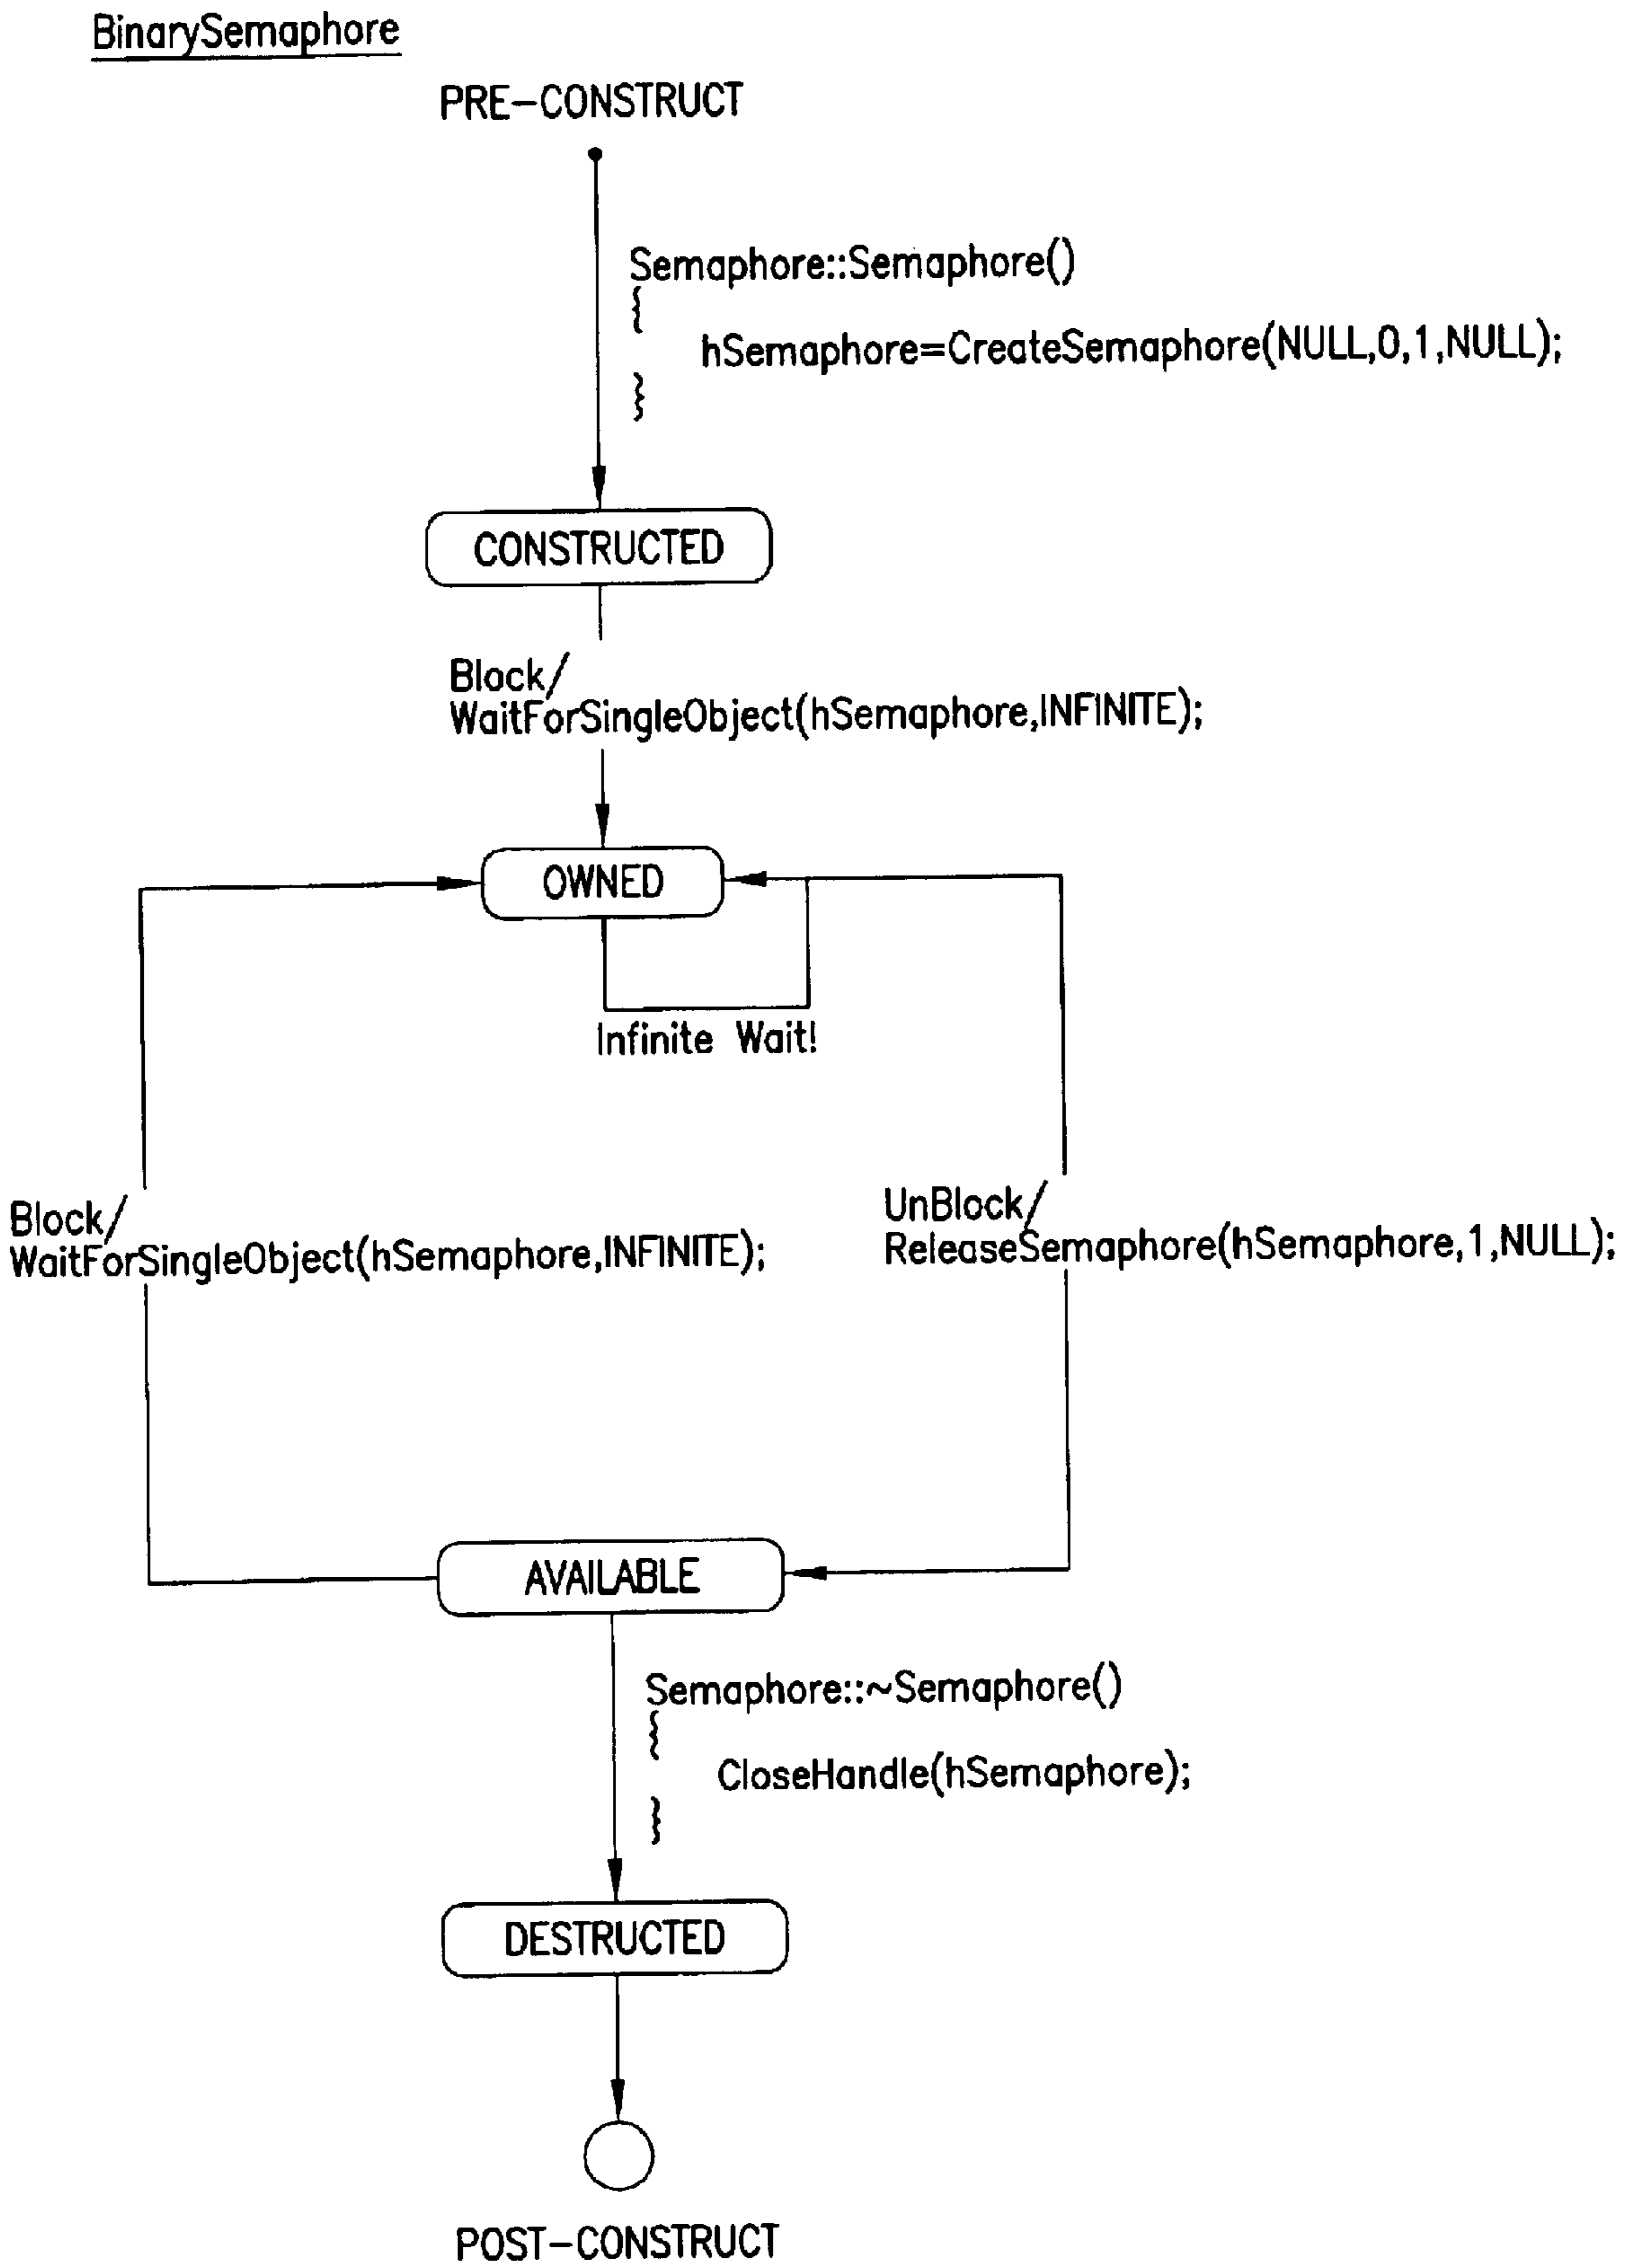 BinarySemaphore
PRE-CONSTRUCT
Semaphore::Semaphore()
{
hSemaphore=CreateSemaphore(NULL,0,1,NULL);
}
CONSTRUCTED
Block/
WaitForSingleObject(hSemaphore,INFINITE);
OWNED
Infinite Wait!
Block/
WaitForSingleObject(hSemaphore,INFINITE);
UnBlock/
ReleaseSemaphore(hSemaphore,1,NULL);
AVAILABLE
Semaphore::~Semaphore()
{
CloseHandle(hSemaphore);
}
DESTRUCTED
POST-CONSTRUCT